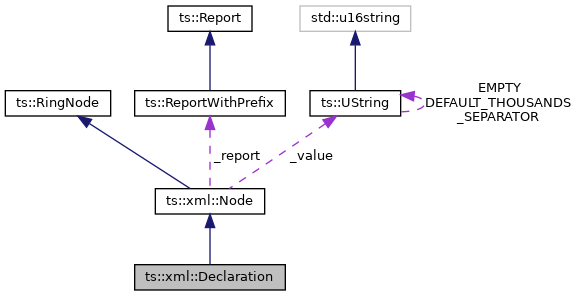 ts::Report
std::u16string
ts::RingNode
ts::ReportWithPrefix
ts::UString
EMPTY
DEFAULT_THOUSANDS
_SEPARATOR
_report
_value
ts::xml::Node
ts::xml::Declaration